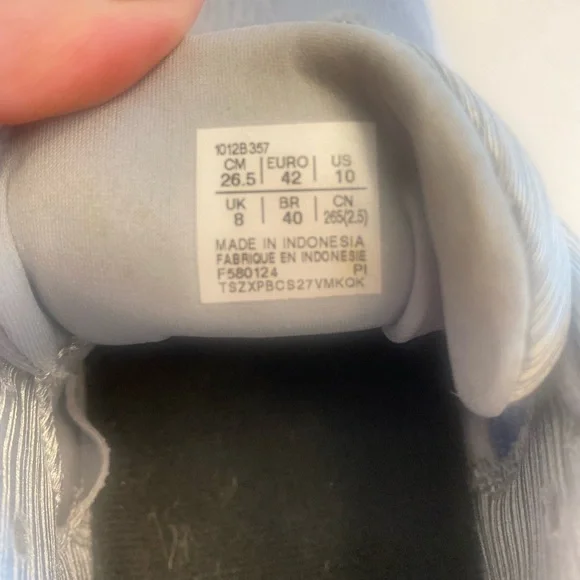 1012B357
CM EURO US
26.5 42 10
UK BR CN
8 40 265(2.5)
MADE IN INDONESIA
FABRIQUE EN INDONESIE
F580124 PI
TSZXPBCS27VMKQK